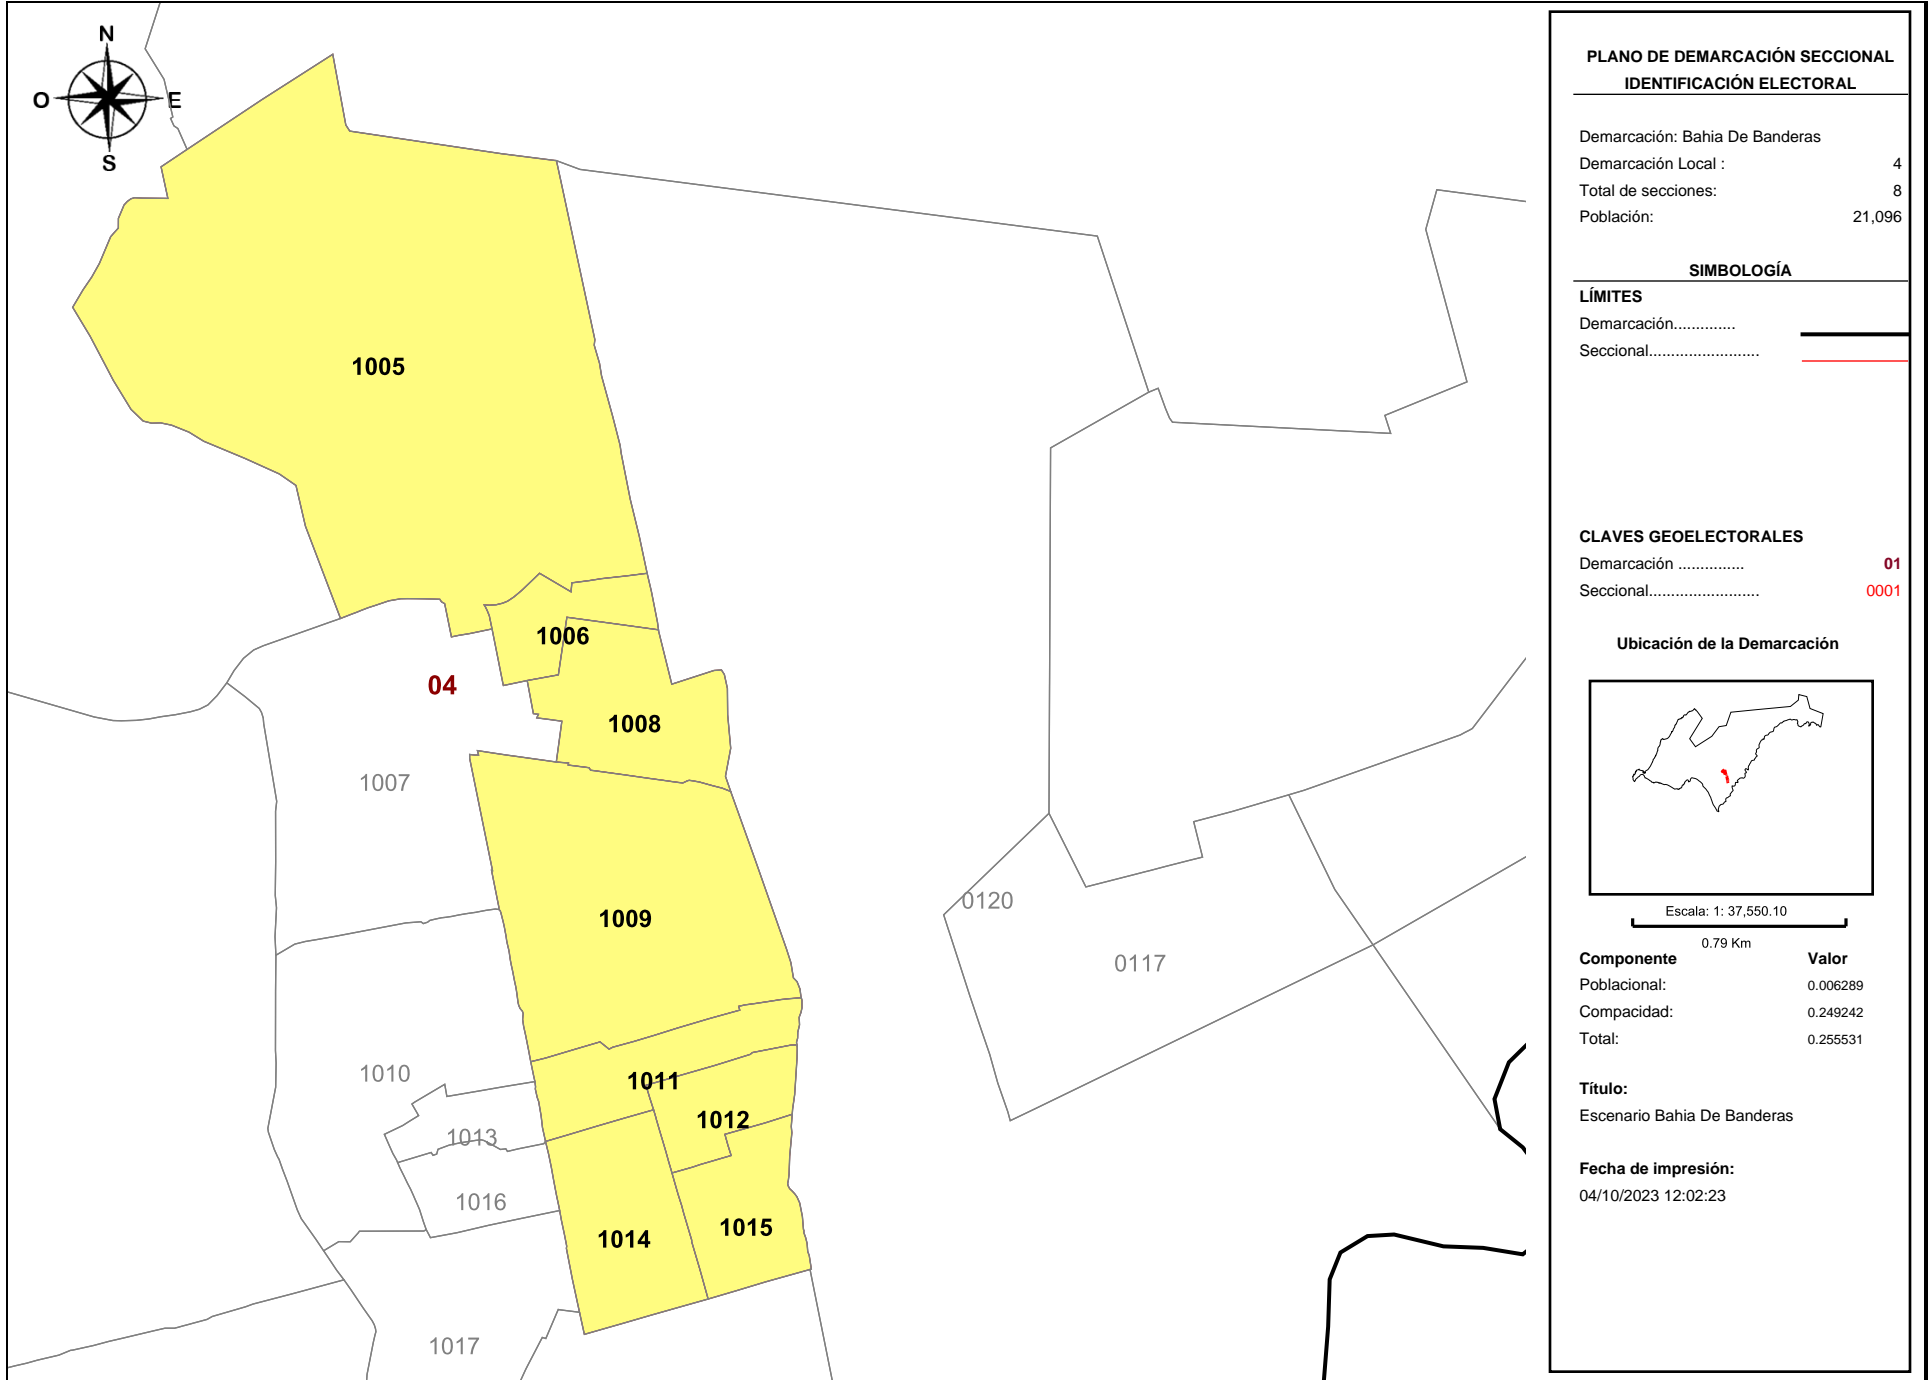 N
O
E
S
1005
1006
04
1008
1007
1009
0120
0117
1010
1011
1012
1013
1016
1014
1015
1017
PLANO DE DEMARCACIÓN SECCIONAL
IDENTIFICACIÓN ELECTORAL
Demarcación: Bahia De Banderas
Demarcación Local : 4
Total de secciones: 8
Población: 21,096
SIMBOLOGÍA
LÍMITES
Demarcación..............
Seccional........................
CLAVES GEOELECTORALES
Demarcación ............... 01
Seccional........................ 0001
Ubicación de la Demarcación
Escala: 1: 37,550.10
0.79 Km
Componente Valor
Poblacional: 0.006289
Compacidad: 0.249242
Total: 0.255531
Título:
Escenario Bahia De Banderas
Fecha de impresión:
04/10/2023 12:02:23